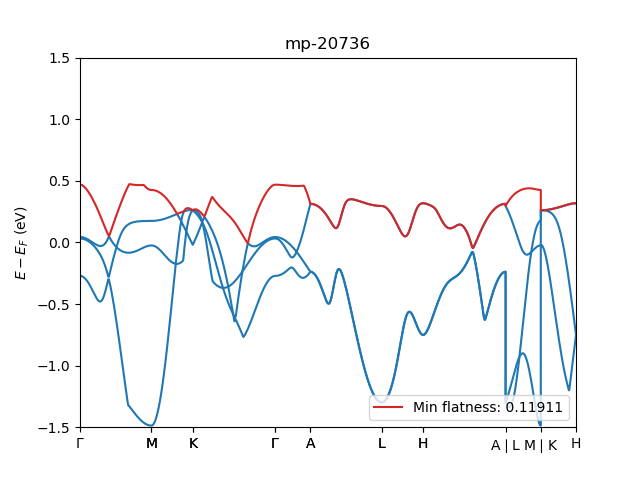 mp-20736
1.5
1.0
0.5
0.0
−0.5
−1.0
−1.5
E − E_F (eV)
Min flatness: 0.11911
Γ M K Γ A L H A | L M | K H